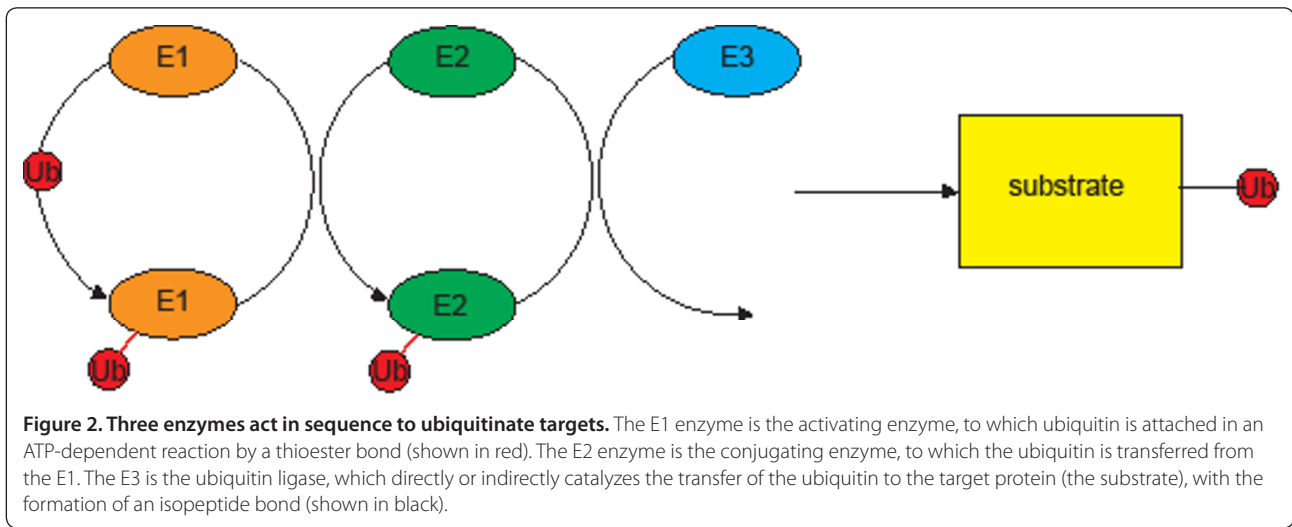 E1 E2 E3
Ub substrate Ub
E1 E2
Ub Ub
Figure 2. Three enzymes act in sequence to ubiquitinate targets. The E1 enzyme is the activating enzyme, to which ubiquitin is attached in an
ATP-dependent reaction by a thioester bond (shown in red). The E2 enzyme is the conjugating enzyme, to which the ubiquitin is transferred from
the E1. The E3 is the ubiquitin ligase, which directly or indirectly catalyzes the transfer of the ubiquitin to the target protein (the substrate), with the
formation of an isopeptide bond (shown in black).